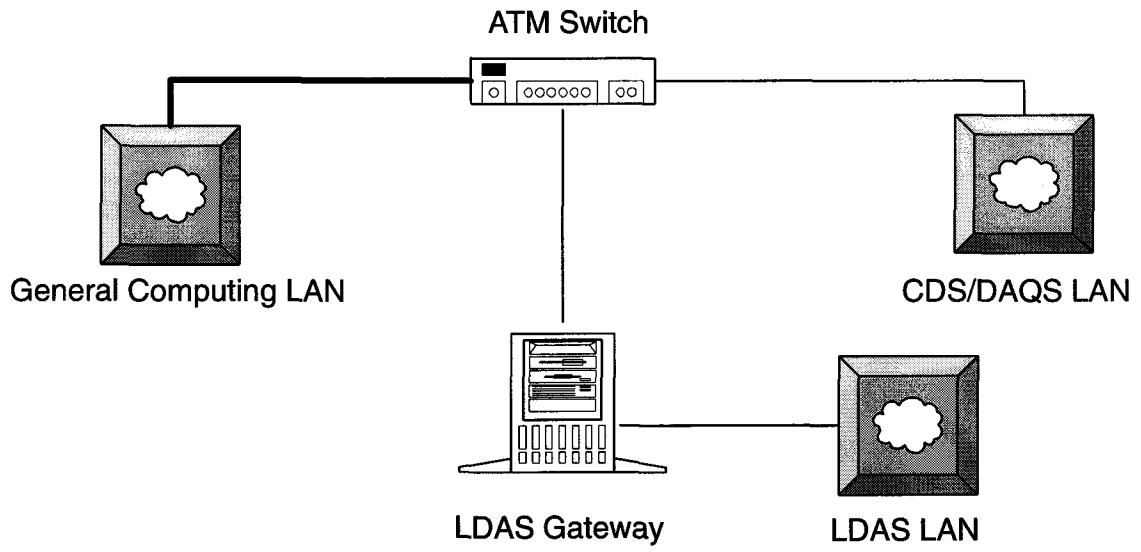 ATM Switch
General Computing LAN
CDS/DAQS LAN
LDAS Gateway
LDAS LAN